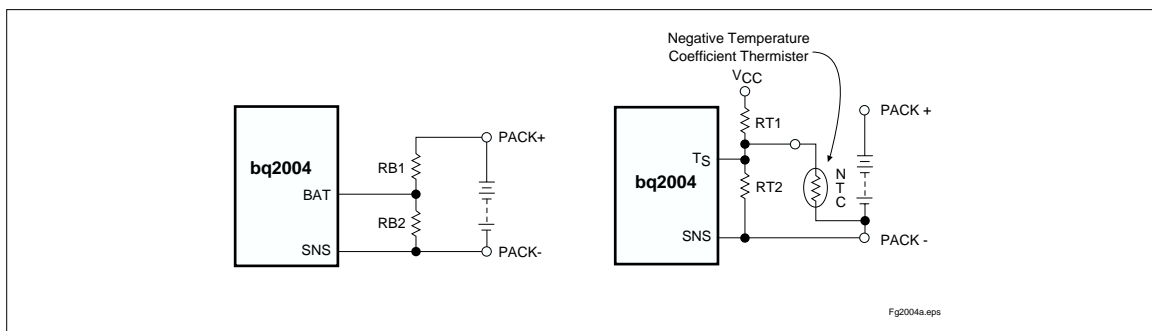 bq2004
BAT
SNS
RB1
RB2
PACK+
PACK-
Negative Temperature
Coefficient Thermister
VCC
RT1
TS
bq2004
RT2
SNS
N
T
C
PACK +
PACK -
Fg2004a.eps